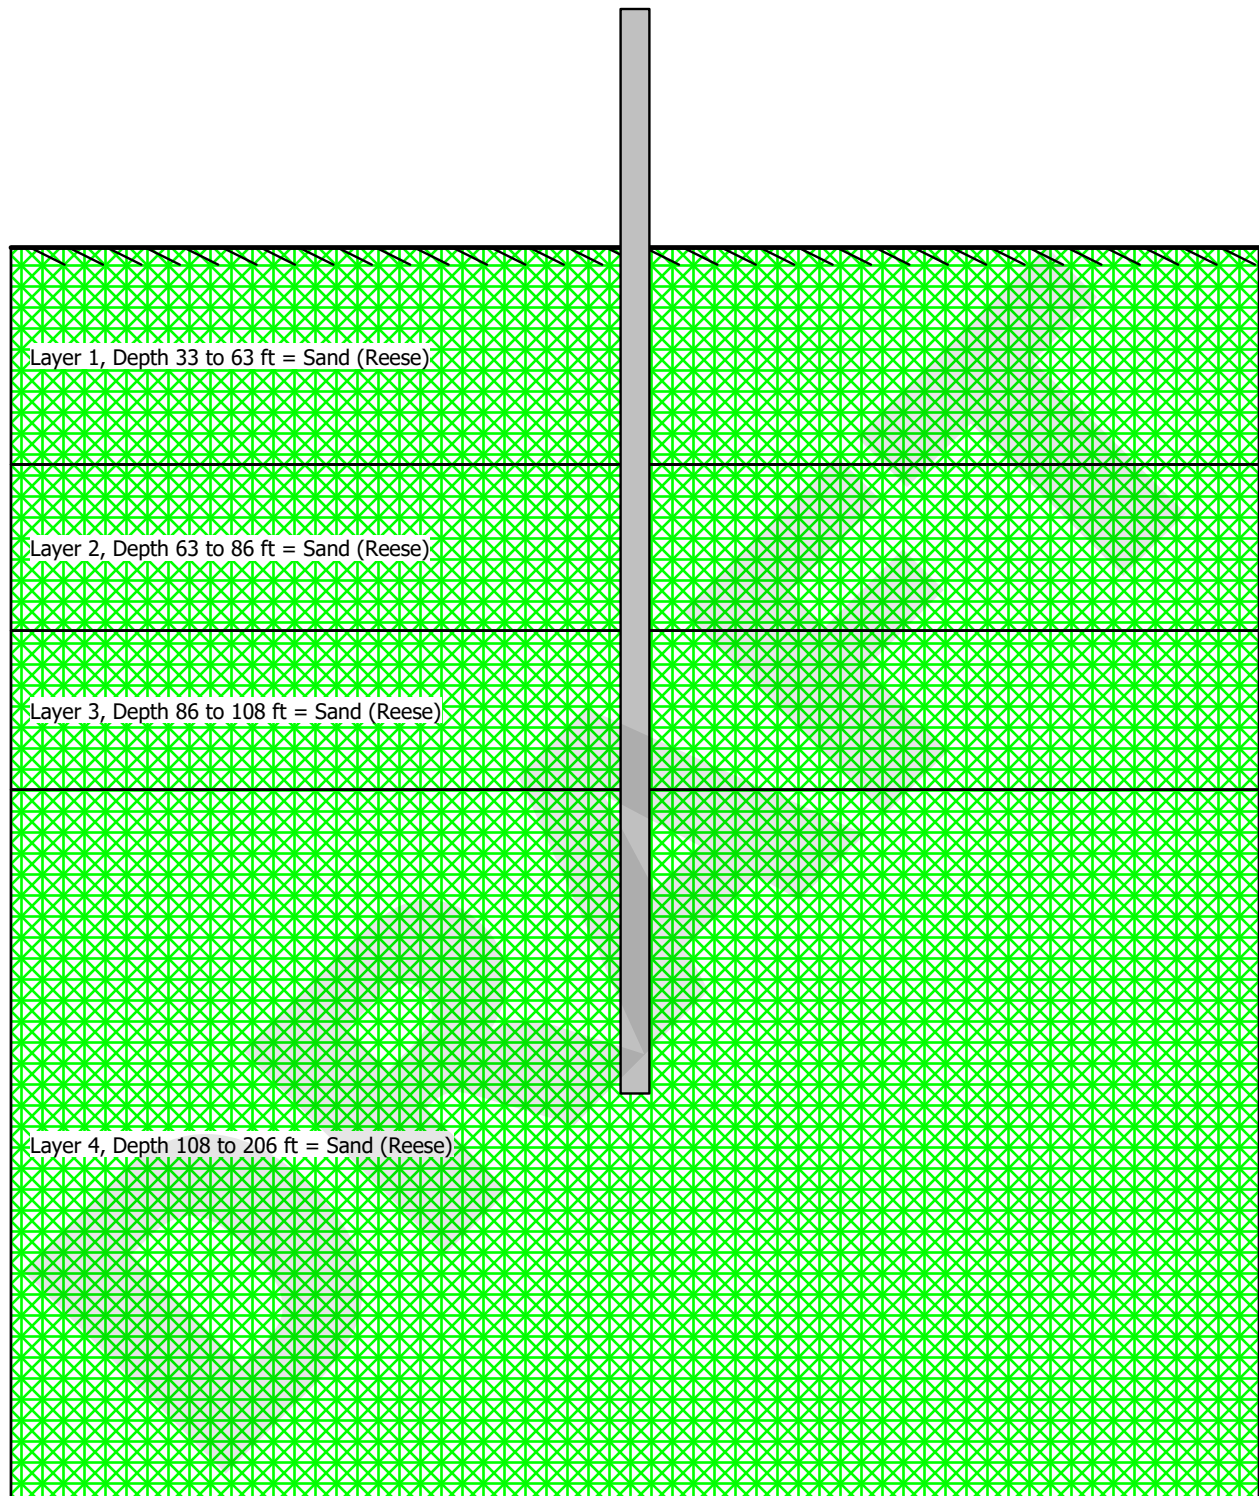 Layer 1, Depth 33 to 63 ft = Sand (Reese)
Layer 2, Depth 63 to 86 ft = Sand (Reese)
Layer 3, Depth 86 to 108 ft = Sand (Reese)
Layer 4, Depth 108 to 206 ft = Sand (Reese)